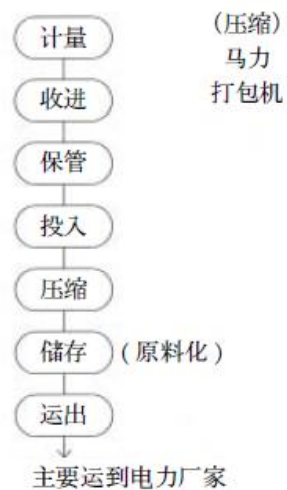 计量
(压缩)
马力
打包机
收进
保管
投入
压缩
储存 (原料化)
运出
主要运到电力厂家